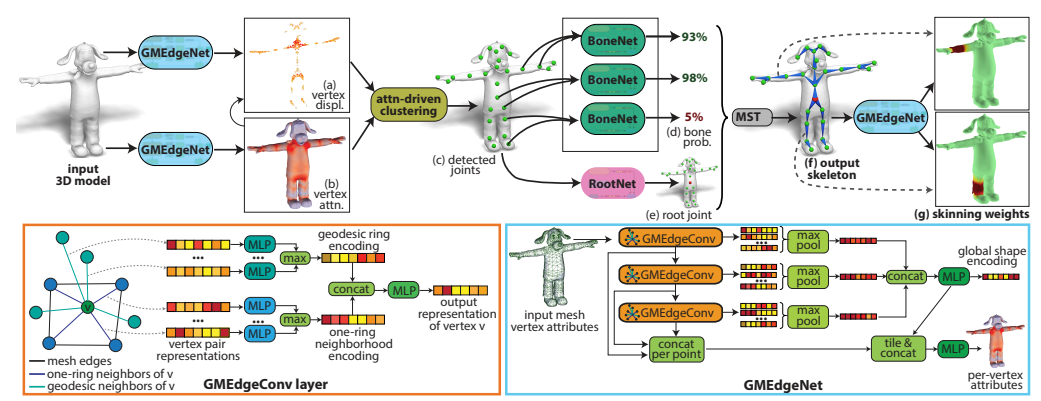 GMEdgeNet
GMEdgeNet
input
3D model
(a)
vertex
displ.
(b)
vertex
attn.
attn-driven
clustering
(c) detected
joints
BoneNet
BoneNet
BoneNet
RootNet
93%
98%
5%
(d) bone
prob.
(e) root joint
MST
(f) output
skeleton
GMEdgeNet
(g) skinning weights
v
mesh edges
one-ring neighbors of v
geodesic neighbors of v
...
...
vertex pair
representations
MLP
...
MLP
MLP
...
MLP
max
max
geodesic ring
encoding
concat
one-ring
neighborhood
encoding
MLP
output
representation
of vertex v
GMEdgeConv layer
input mesh
vertex attributes
GMEdgeConv
GMEdgeConv
GMEdgeConv
...
...
...
max
pool
max
pool
max
pool
concat
MLP
global shape
encoding
concat
per point
tile &
concat
MLP
per-vertex
attributes
GMEdgeNet